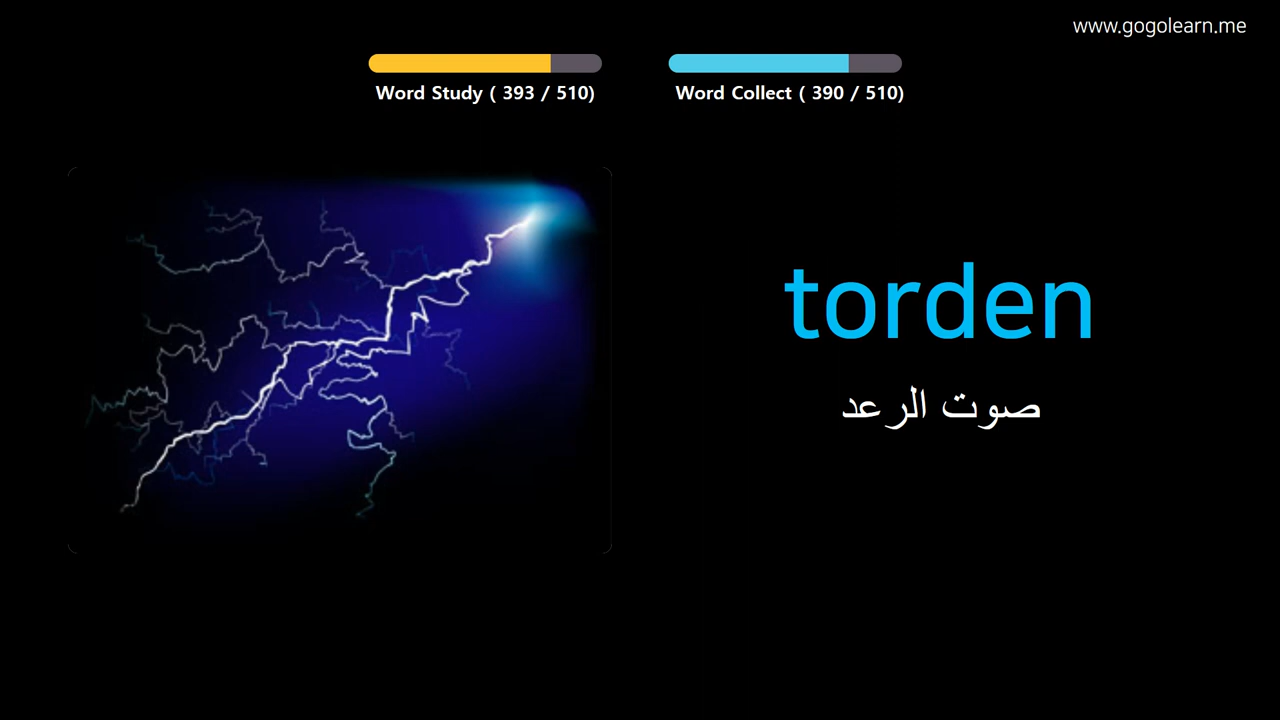 www.gogolearn.me
Word Study ( 393 / 510)
Word Collect ( 390 / 510)
torden
صوت الرعد